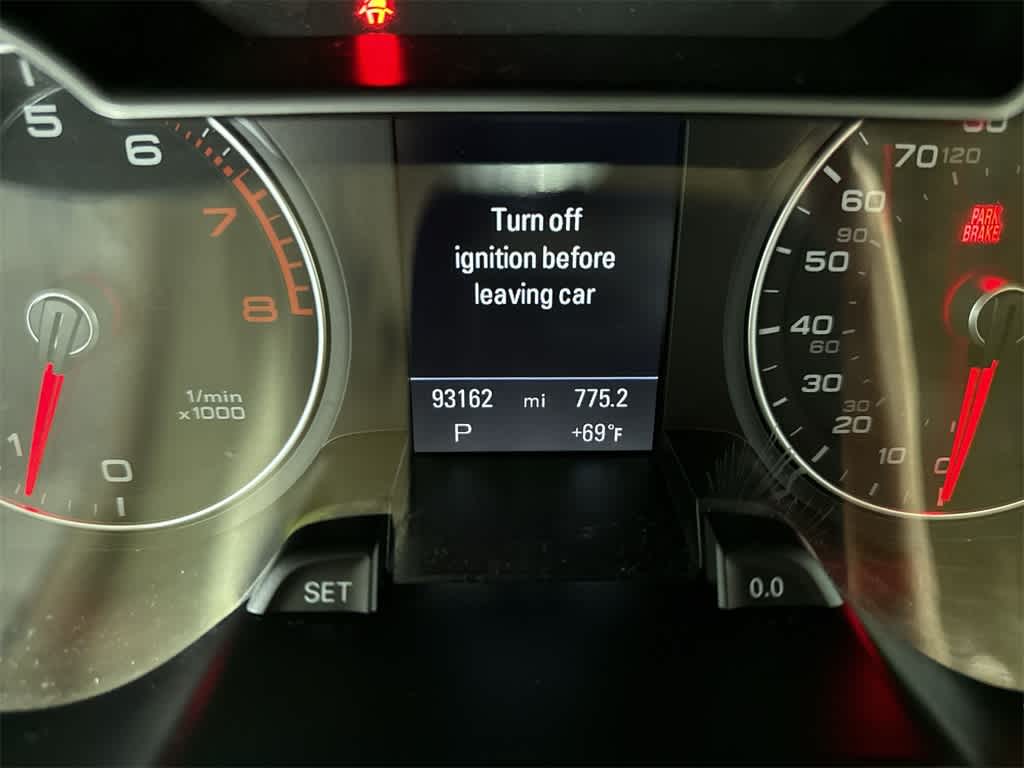 5
6
7
8
1/min
x1000
1
0
Turn off
ignition before
leaving car
93162 mi 775.2
P +69°F
SET
0.0
70 120
60
PARK
BRAKE
90
50
40
60
30
30
20
10
0